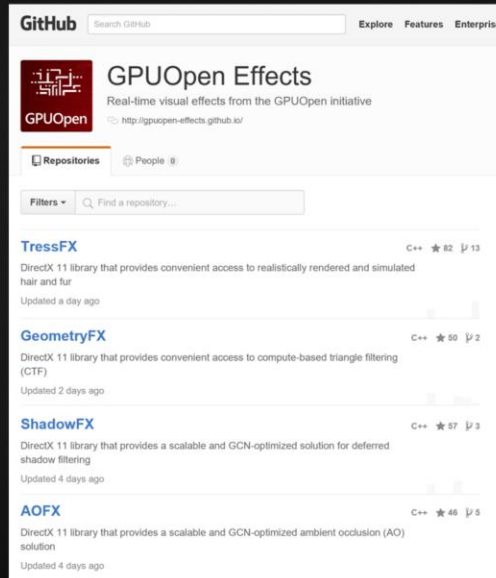 GitHub
Search GitHub
Explore Features Enterpris
GPUOpen
GPUOpen Effects
Real-time visual effects from the GPUOpen initiative
http://gpuopen-effects.github.io/
Repositories
People 0
Filters
Find a repository...
TressFX
C++ 82 13
DirectX 11 library that provides convenient access to realistically rendered and simulated
hair and fur
Updated a day ago
GeometryFX
C++ 50 2
DirectX 11 library that provides convenient access to compute-based triangle filtering
(CTF)
Updated 2 days ago
ShadowFX
C++ 57 3
DirectX 11 library that provides a scalable and GCN-optimized solution for deferred
shadow filtering
Updated 4 days ago
AOFX
C++ 46 5
DirectX 11 library that provides a scalable and GCN-optimized ambient occlusion (AO)
solution
Updated 4 days ago